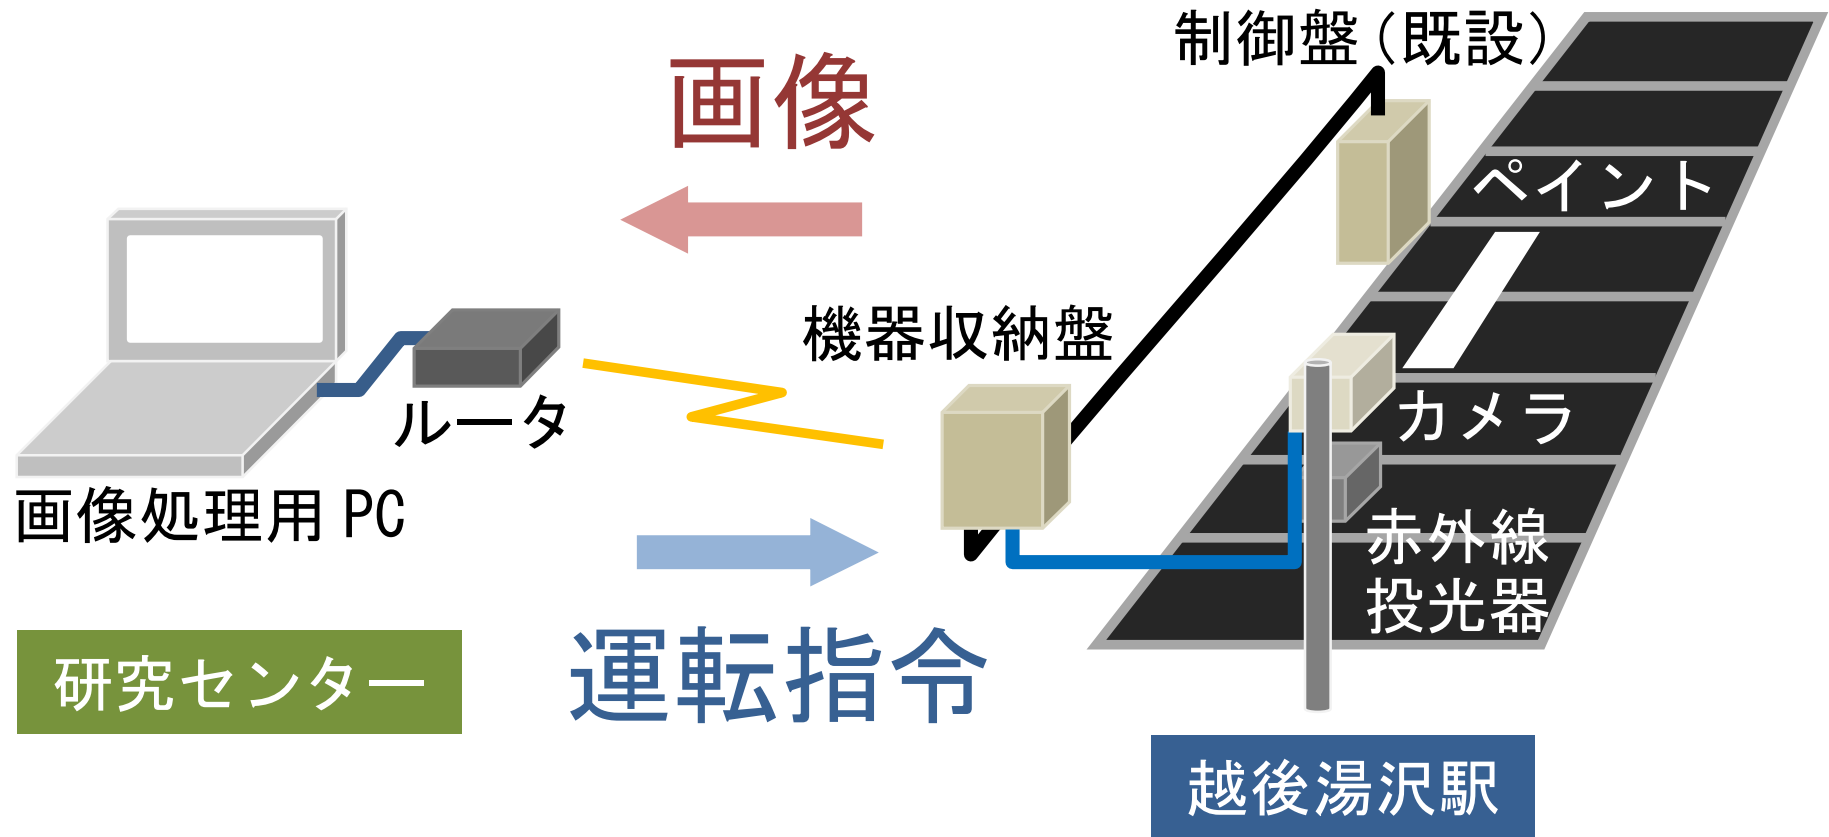 制御盤(既設)
画像
ペイント
機器収納盤
ルータ
カメラ
画像処理用PC
赤外線
投光器
運転指令
研究センター
越後湯沢駅